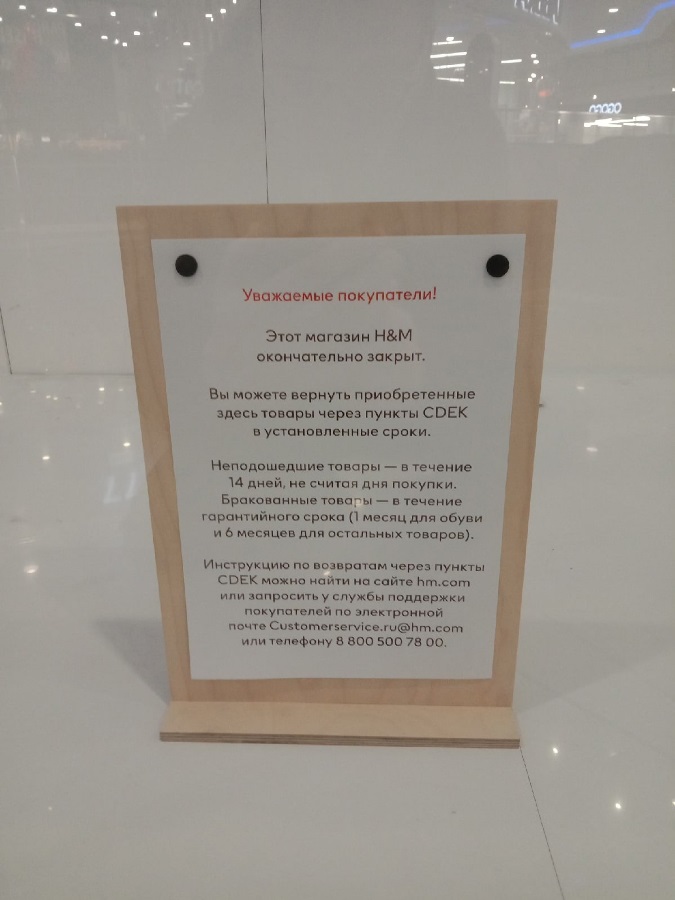 Уважаемые покупатели!
Этот магазин H&M
окончательно закрыт.
Вы можете вернуть приобретенные
здесь товары через пункты CDEK
в установленные сроки.
Неподошедшие товары — в течение
14 дней, не считая дня покупки.
Бракованные товары — в течение
гарантийного срока (1 месяц для обуви
и 6 месяцев для остальных товаров).
Инструкцию по возвратам через пункты
CDEK можно найти на сайте hm.com
или запросить у службы поддержки
покупателей по электронной
почте Customerservice.ru@hm.com
или телефону 8 800 500 78 00.